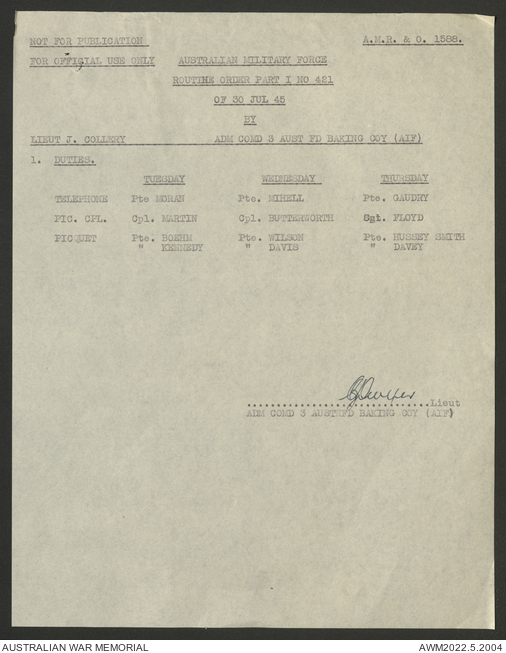 NOT FOR PUBLICATION A.M.R. & O. 1588.
FOR OFFICIAL USE ONLY AUSTRALIAN MILITARY FORCE
ROUTINE ORDER PART I NO 421
OF 30 JUL 45
BY
LIEUT J. COLLERY ADM COMD 3 AUST FD BAKING COY (AIF)
1. DUTIES.
TUESDAY WEDNESDAY THURSDAY
TELEPHONE Pte MORAN Pte. MIHELL Pte. GAUDRY
PIC. CPL. Cpl. MARTIN Cpl. BUTTERWORTH Sgt. FLOYD
PICQUET Pte. BOEHM Pte. WILSON Pte. HUSSEY SMITH
" KENNEDY " DAVIS " DAVEY
..............................Lieut
ADM COMD 3 AUSTHFD BAKING COY (AIF)
AUSTRALIAN WAR MEMORIAL AWM2022.5.2004